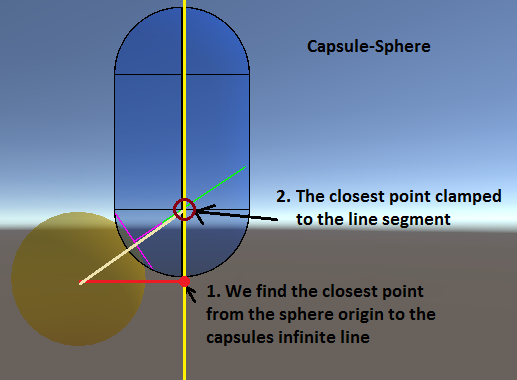 Capsule-Sphere
2. The closest point clamped
to the line segment
1. We find the closest point
from the sphere origin to the
capsules infinite line